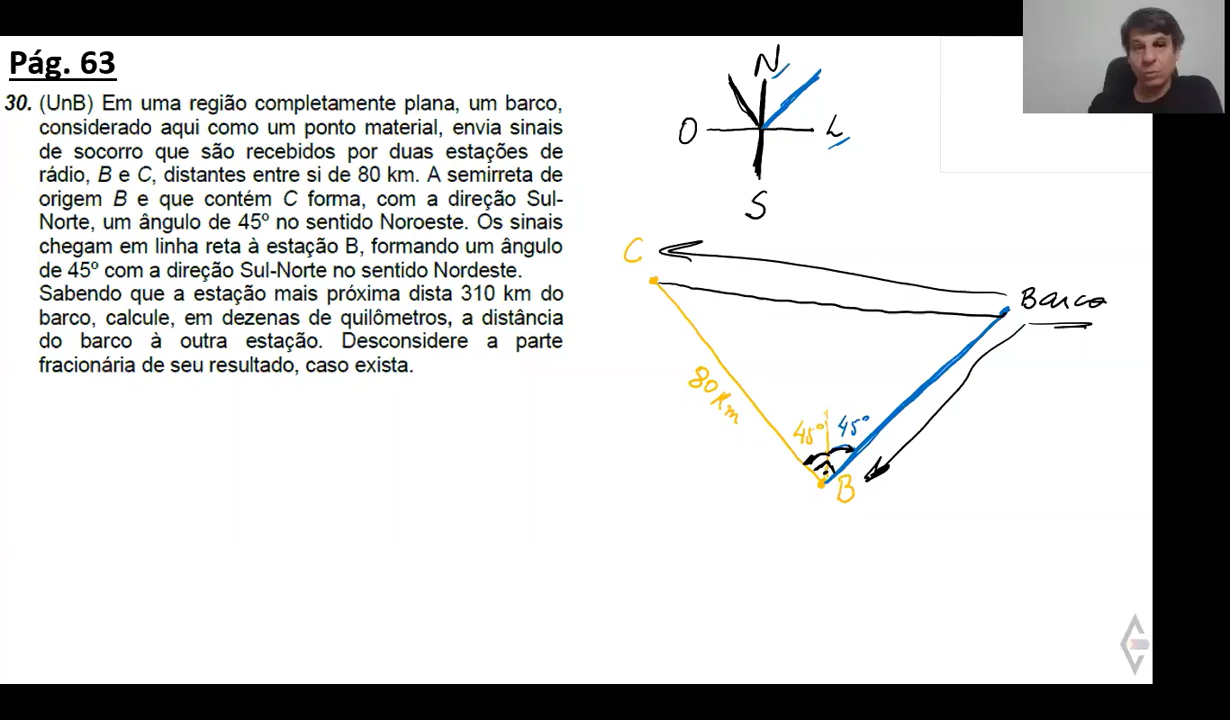 Pág. 63
30. (UnB) Em uma região completamente plana, um barco,
considerado aqui como um ponto material, envia sinais
de socorro que são recebidos por duas estações de
rádio, B e C, distantes entre si de 80 km. A semirreta de
origem B e que contém C forma, com a direção Sul-
Norte, um ângulo de 45º no sentido Noroeste. Os sinais
chegam em linha reta à estação B, formando um ângulo
de 45º com a direção Sul-Norte no sentido Nordeste.
Sabendo que a estação mais próxima dista 310 km do
barco, calcule, em dezenas de quilômetros, a distância
do barco à outra estação. Desconsidere a parte
fracionária de seu resultado, caso exista.
N
O
L
S
C
Barco
80 Km
45º
45º
B